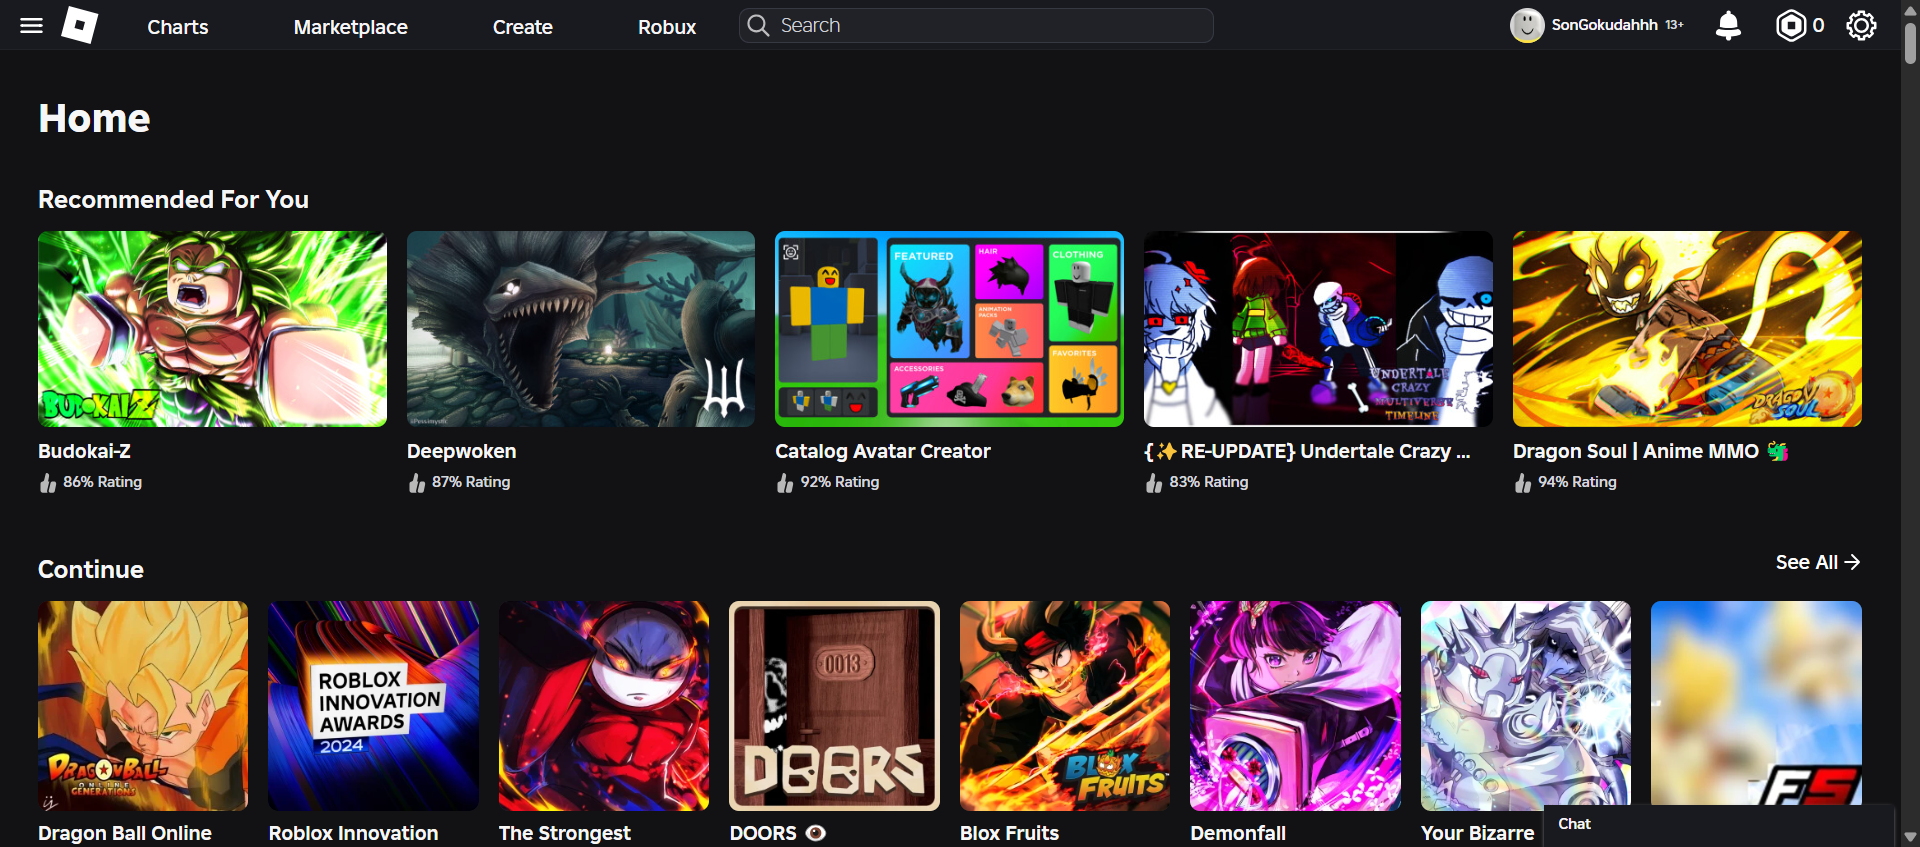 Charts
Marketplace
Create
Robux
Search
SonGokudahhh 13+
0
Home
Recommended For You
BUDOKAI Z
FEATURED
HAIR
CLOTHING
ANIMATION PACKS
FAVORITES
ACCESSORIES
UNDERTALE
CRAZY
MULTIVERSE
TIMELINE
DRAGON
SOUL
Budokai-Z
Deepwoken
Catalog Avatar Creator
{✨ RE-UPDATE} Undertale Crazy ...
Dragon Soul | Anime MMO 🐲
86% Rating
87% Rating
92% Rating
83% Rating
94% Rating
Continue
See All →
DRAGON BALL
ONLINE
GENERATIONS
ROBLOX
INNOVATION
AWARDS
2024
0013
DOORS
BLOX
FRUITS
FS
Dragon Ball Online
Roblox Innovation
The Strongest
DOORS 👁️
Blox Fruits
Demonfall
Your Bizarre
Chat